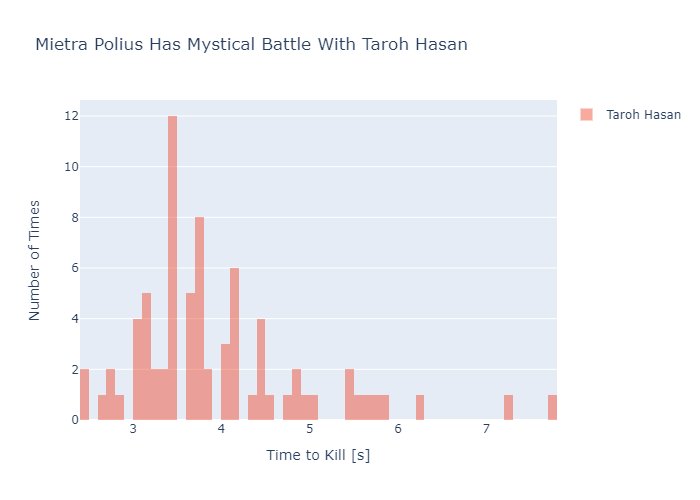 Mietra Polius Has Mystical Battle With Taroh Hasan
Taroh Hasan
Number of Times
12
10
8
6
4
2
0
3 4 5 6 7
Time to Kill [s]